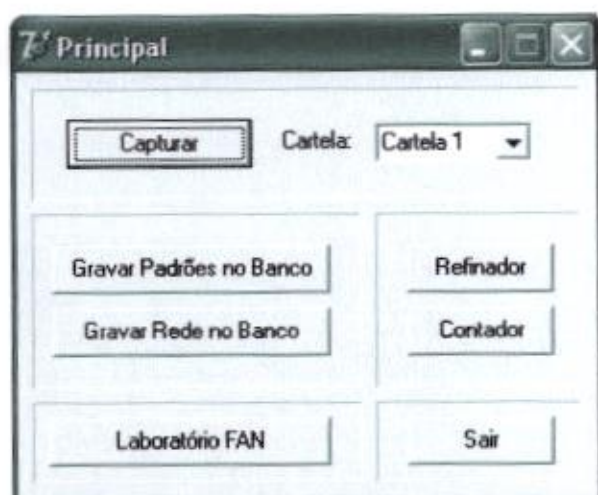 Principal
Capturar Cartela: Cartela 1
Gravar Padrões no Banco Refinador
Gravar Rede no Banco Contador
Laboratório FAN Sair